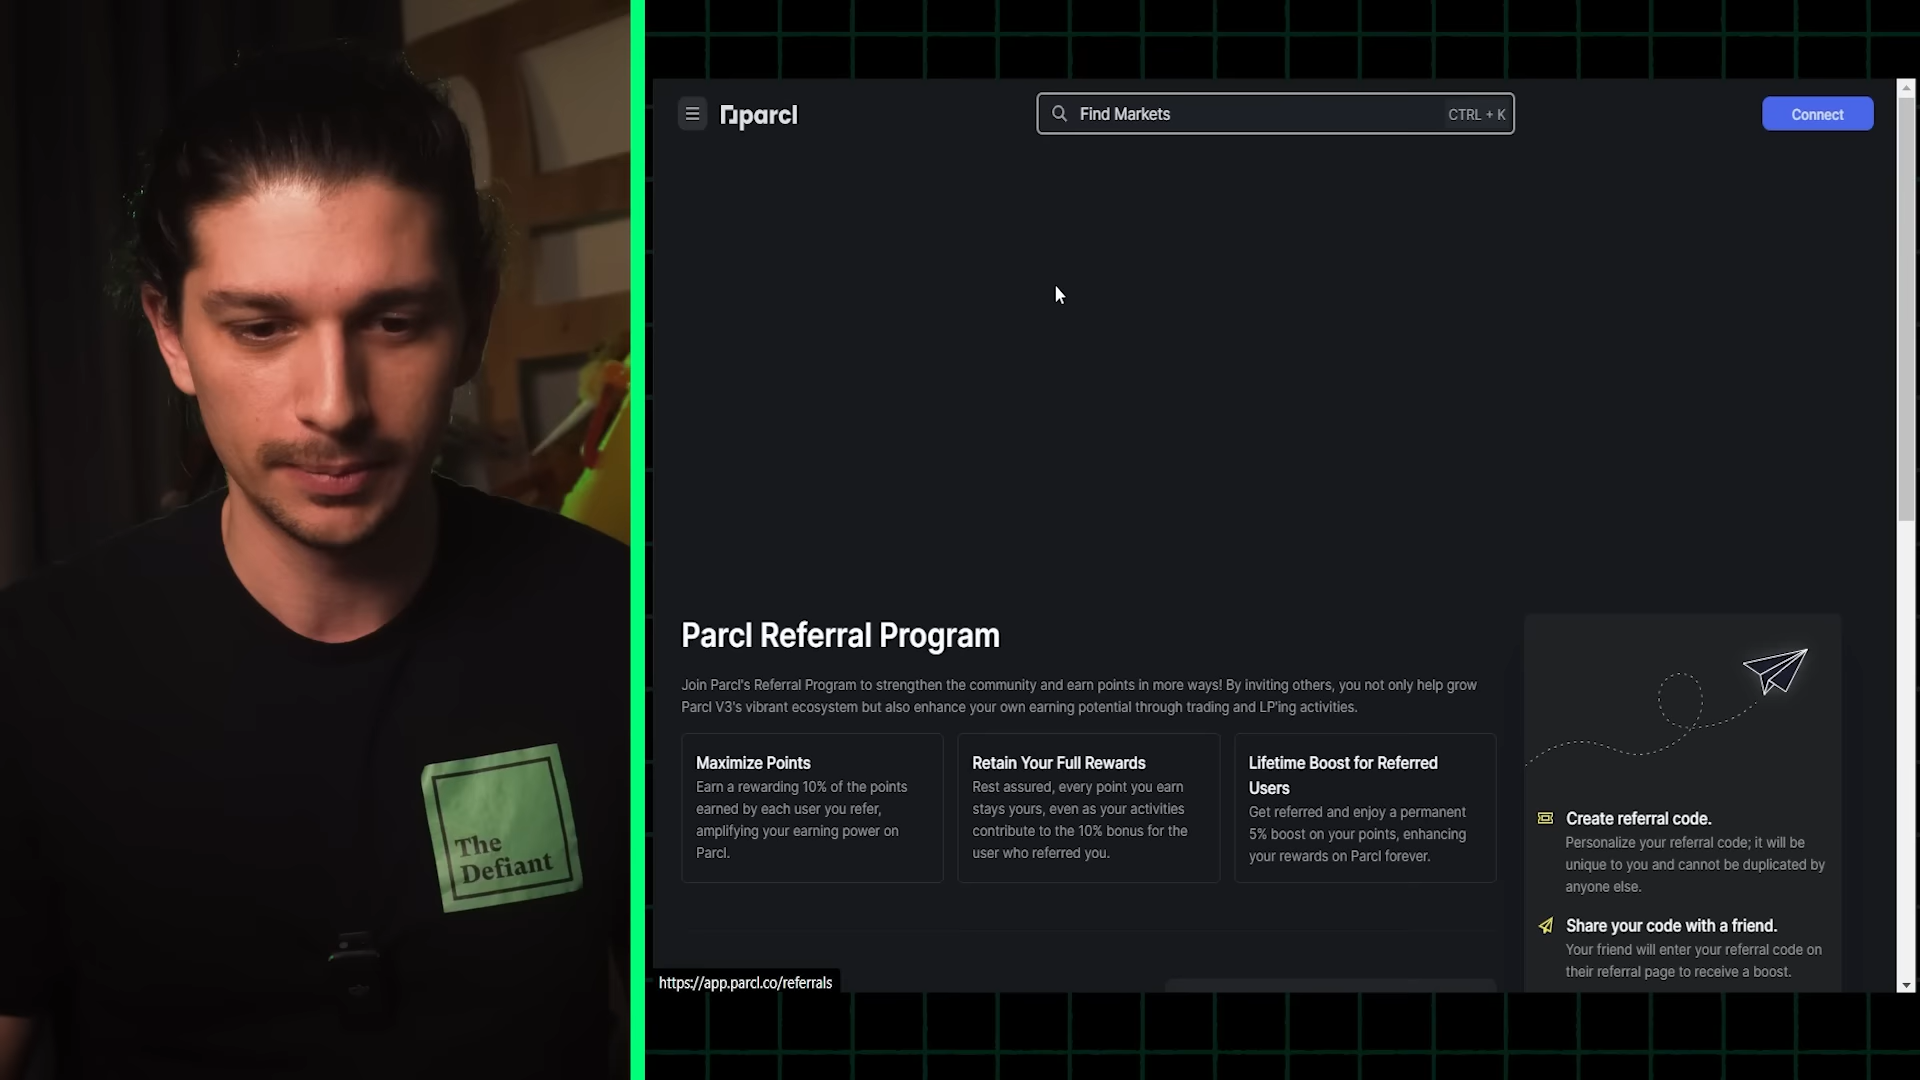 parcl
Find Markets
CTRL + K
Connect
Parcl Referral Program
Join Parcl's Referral Program to strengthen the community and earn points in more ways! By inviting others, you not only help grow
Parcl V3's vibrant ecosystem but also enhance your own earning potential through trading and LP'ing activities.
Maximize Points
Earn a rewarding 10% of the points
earned by each user you refer,
amplifying your earning power on
Parcl.
Retain Your Full Rewards
Rest assured, every point you earn
stays yours, even as your activities
contribute to the 10% bonus for the
user who referred you.
Lifetime Boost for Referred
Users
Get referred and enjoy a permanent
5% boost on your points, enhancing
your rewards on Parcl forever.
Create referral code.
Personalize your referral code; it will be
unique to you and cannot be duplicated by
anyone else.
Share your code with a friend.
Your friend will enter your referral code on
their referral page to receive a boost.
https://app.parcl.co/referrals
The
Defiant